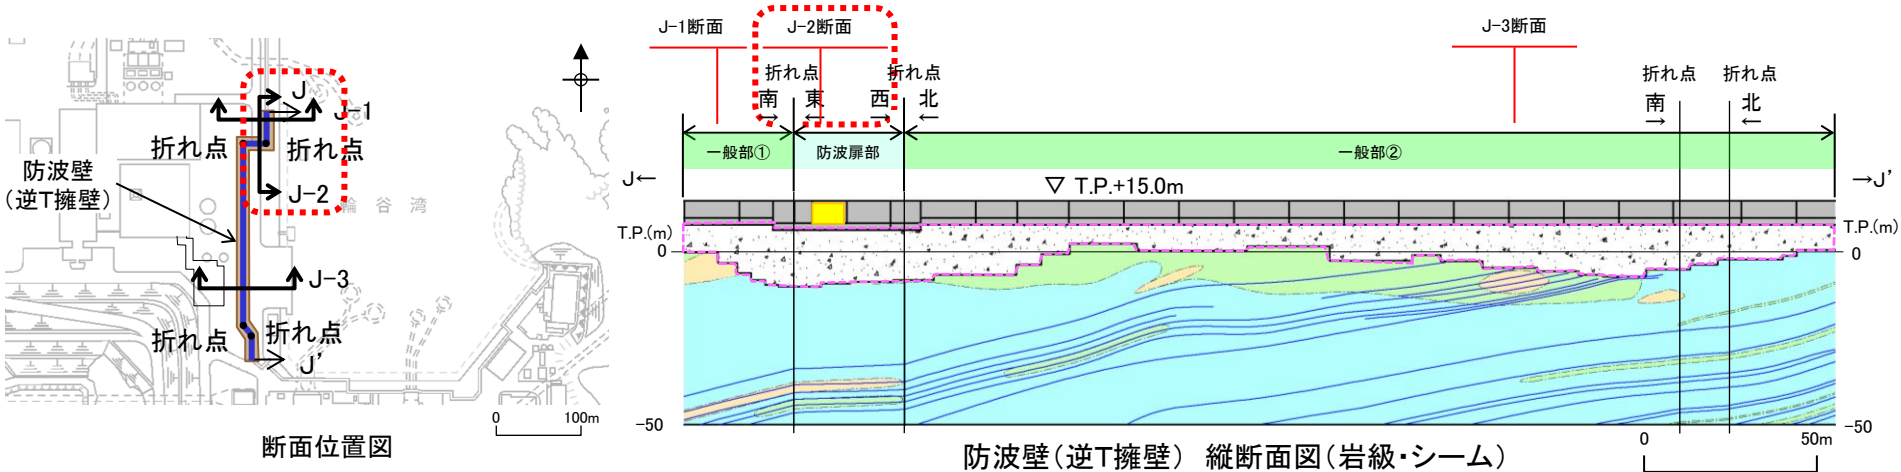 J
J-1
折れ点
折れ点
防波壁
(逆T擁壁)
J-2
輪谷湾
J-3
折れ点
折れ点
J'
0
100m
断面位置図
J-1断面
J-2断面
J-3断面
折れ点
折れ点
折れ点
折れ点
南
東
西
北
南
北
→
←
→
←
→
←
一般部①
防波扉部
一般部②
J←
▽ T.P.+15.0m
→J'
T.P.(m)
T.P.(m)
0
0
-50
-50
0
50m
防波壁(逆T擁壁) 縦断面図(岩級・シーム)